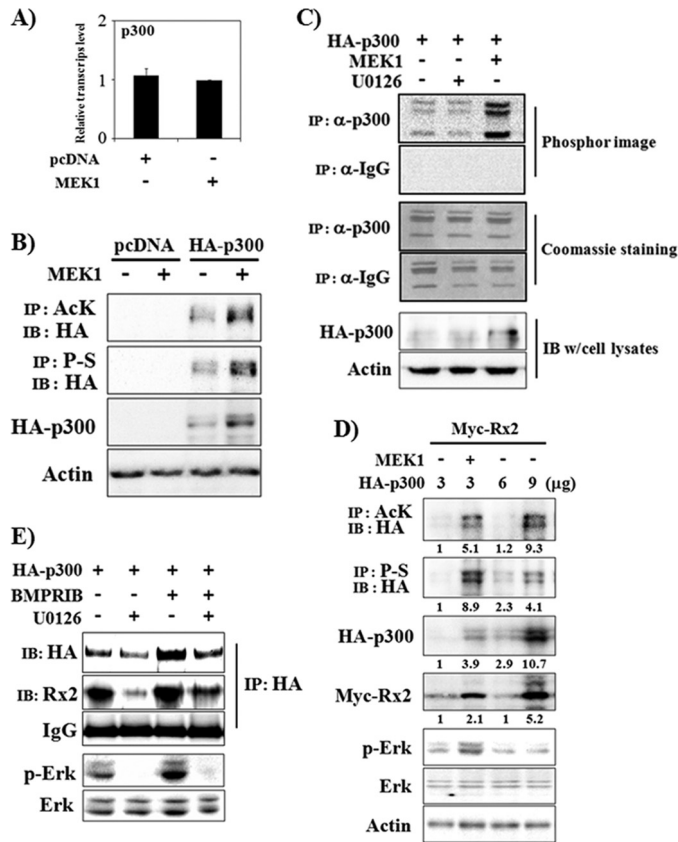 A)
p300
Relative transcrips level
2
1
0
pcDNA + -
MEK1 - +
B)
pcDNA HA-p300
MEK1 - + - +
IP: AcK
IB: HA
IP: P-S
IB: HA
HA-p300
Actin
C)
HA-p300 + + +
MEK1 - - +
U0126 - + -
IP: α-p300
IP: α-IgG
Phosphor image
IP: α-p300
IP: α-IgG
Coomassie staining
HA-p300
Actin
IB w/cell lysates
D)
Myc-Rx2
MEK1 - + - -
HA-p300 3 3 6 9 (μg)
IP: AcK
IB: HA
1 5.1 1.2 9.3
IP: P-S
IB: HA
1 8.9 2.3 4.1
HA-p300
1 3.9 2.9 10.7
Myc-Rx2
1 2.1 1 5.2
p-Erk
Erk
Actin
E)
HA-p300 + + + +
BMPRIB - - + +
U0126 - + - +
IB: HA
IB: Rx2
IgG
IP: HA
p-Erk
Erk